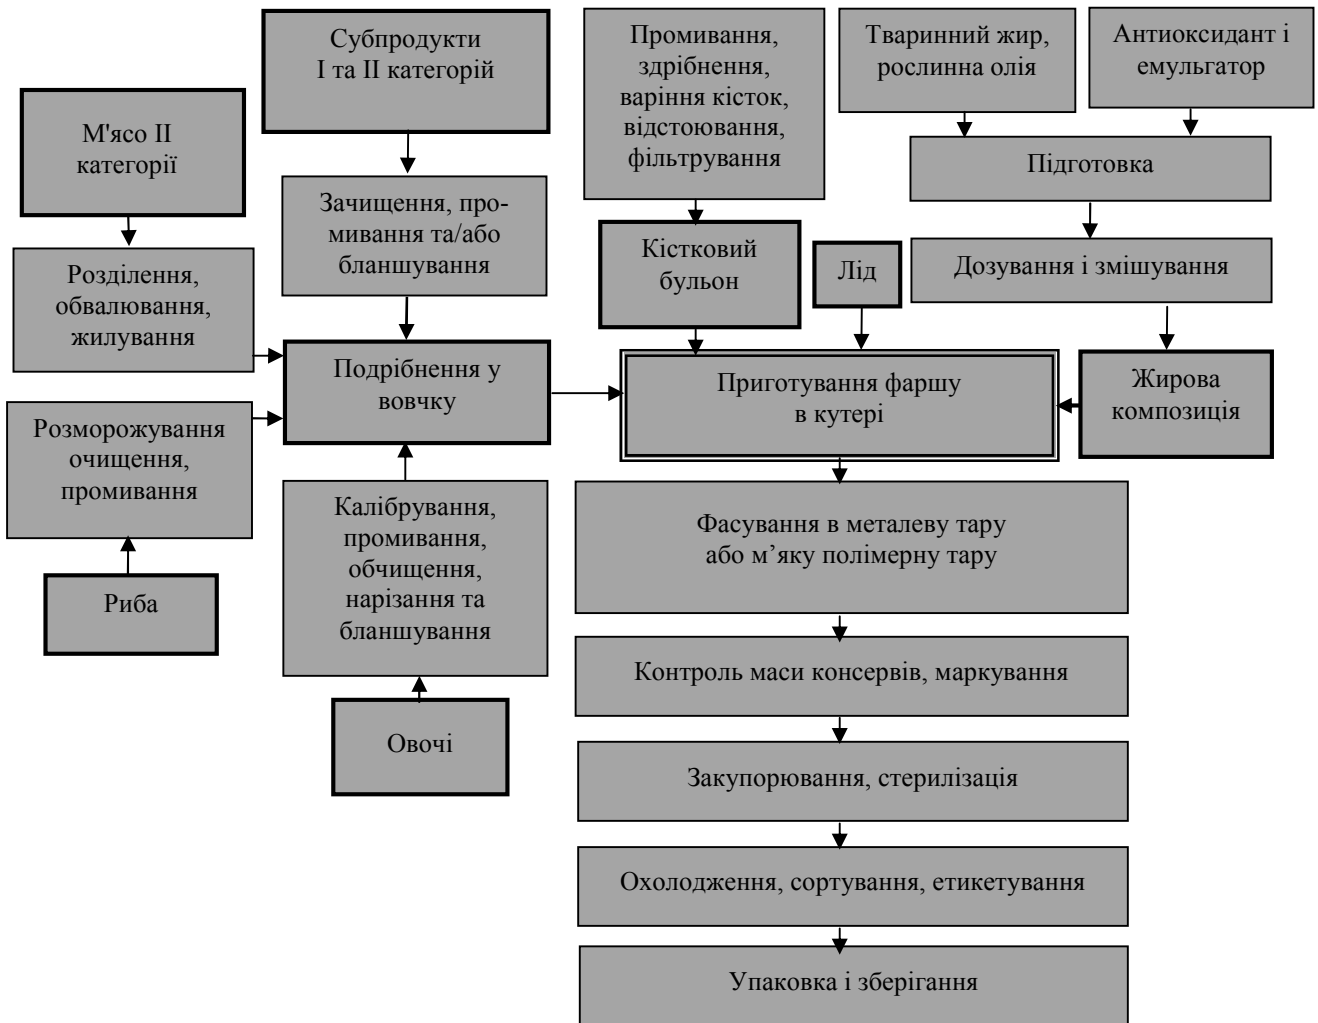 Субпродукти
І та ІІ категорій
Промивання,
здрібнення,
варіння кісток,
відстоювання,
фільтрування
Тваринний жир,
рослинна олія
Антиоксидант і
емульгатор
М'ясо ІІ
категорії
Підготовка
Зачищення, про-
мивання та/або
бланшування
Кістковий
бульон
Лід
Дозування і змішування
Розділення,
обвалювання,
жилування
Подрібнення у
вовчку
Приготування фаршу
в кутері
Жирова
композиція
Розморожування
очищення,
промивання
Калібрування,
промивання,
обчищення,
нарізання та
бланшування
Фасування в металеву тару
або м’яку полімерну тару
Риба
Контроль маси консервів, маркування
Овочі
Закупорювання, стерилізація
Охолодження, сортування, етикетування
Упаковка і зберігання